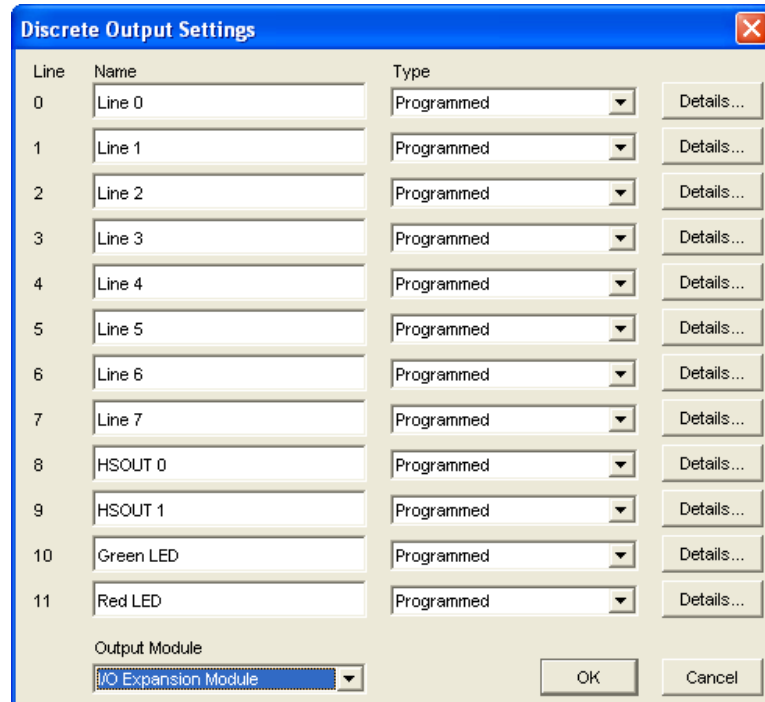 Discrete Output Settings
Line Name Type
0 Line 0 Programmed Details...
1 Line 1 Programmed Details...
2 Line 2 Programmed Details...
3 Line 3 Programmed Details...
4 Line 4 Programmed Details...
5 Line 5 Programmed Details...
6 Line 6 Programmed Details...
7 Line 7 Programmed Details...
8 HSOUT 0 Programmed Details...
9 HSOUT 1 Programmed Details...
10 Green LED Programmed Details...
11 Red LED Programmed Details...
Output Module
I/O Expansion Module OK Cancel